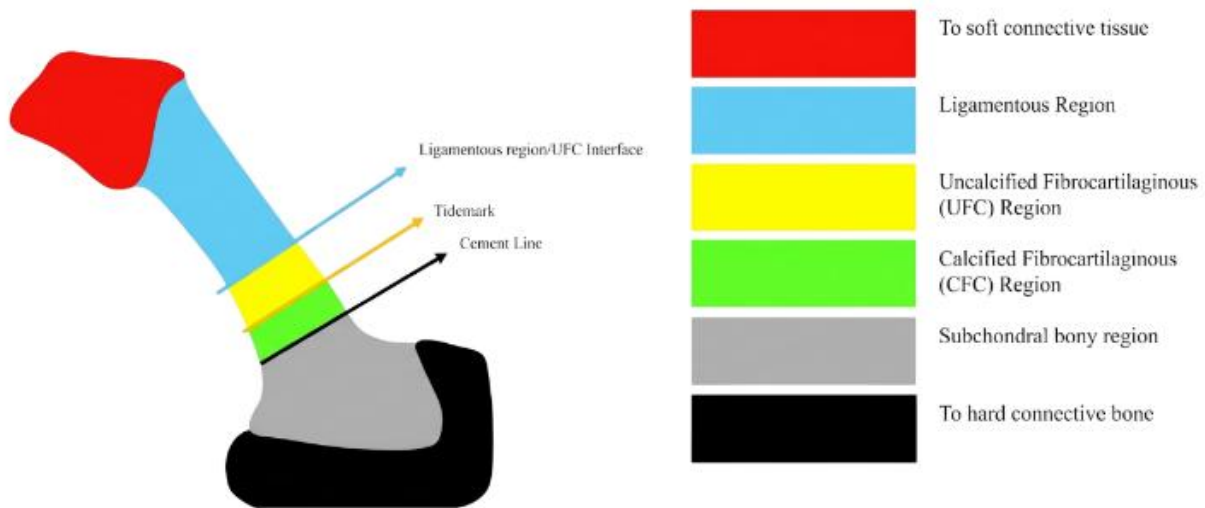 To soft connective tissue
Ligamentous Region
Ligamentous region/UFC Interface
Uncalcified Fibrocartilaginous
(UFC) Region
Tidemark
Cement Line
Calcified Fibrocartilaginous
(CFC) Region
Subchondral bony region
To hard connective bone